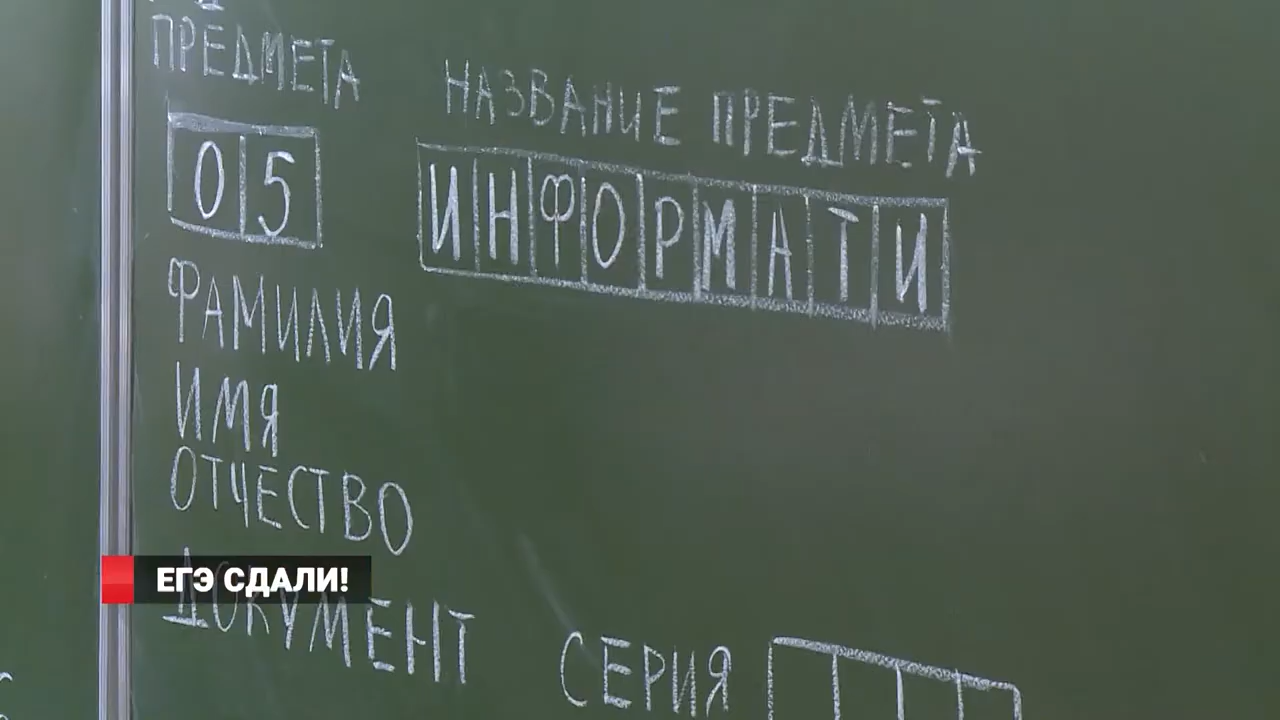 ПРЕДМЕТА
НАЗВАНИЕ ПРЕДМЕТА
05
ИНФОРМАТИ
ФАМИЛИЯ
ИМЯ
ОТЧЕСТВО
ЕГЭ СДАЛИ!
ДОКУМЕНТ
СЕРИЯ